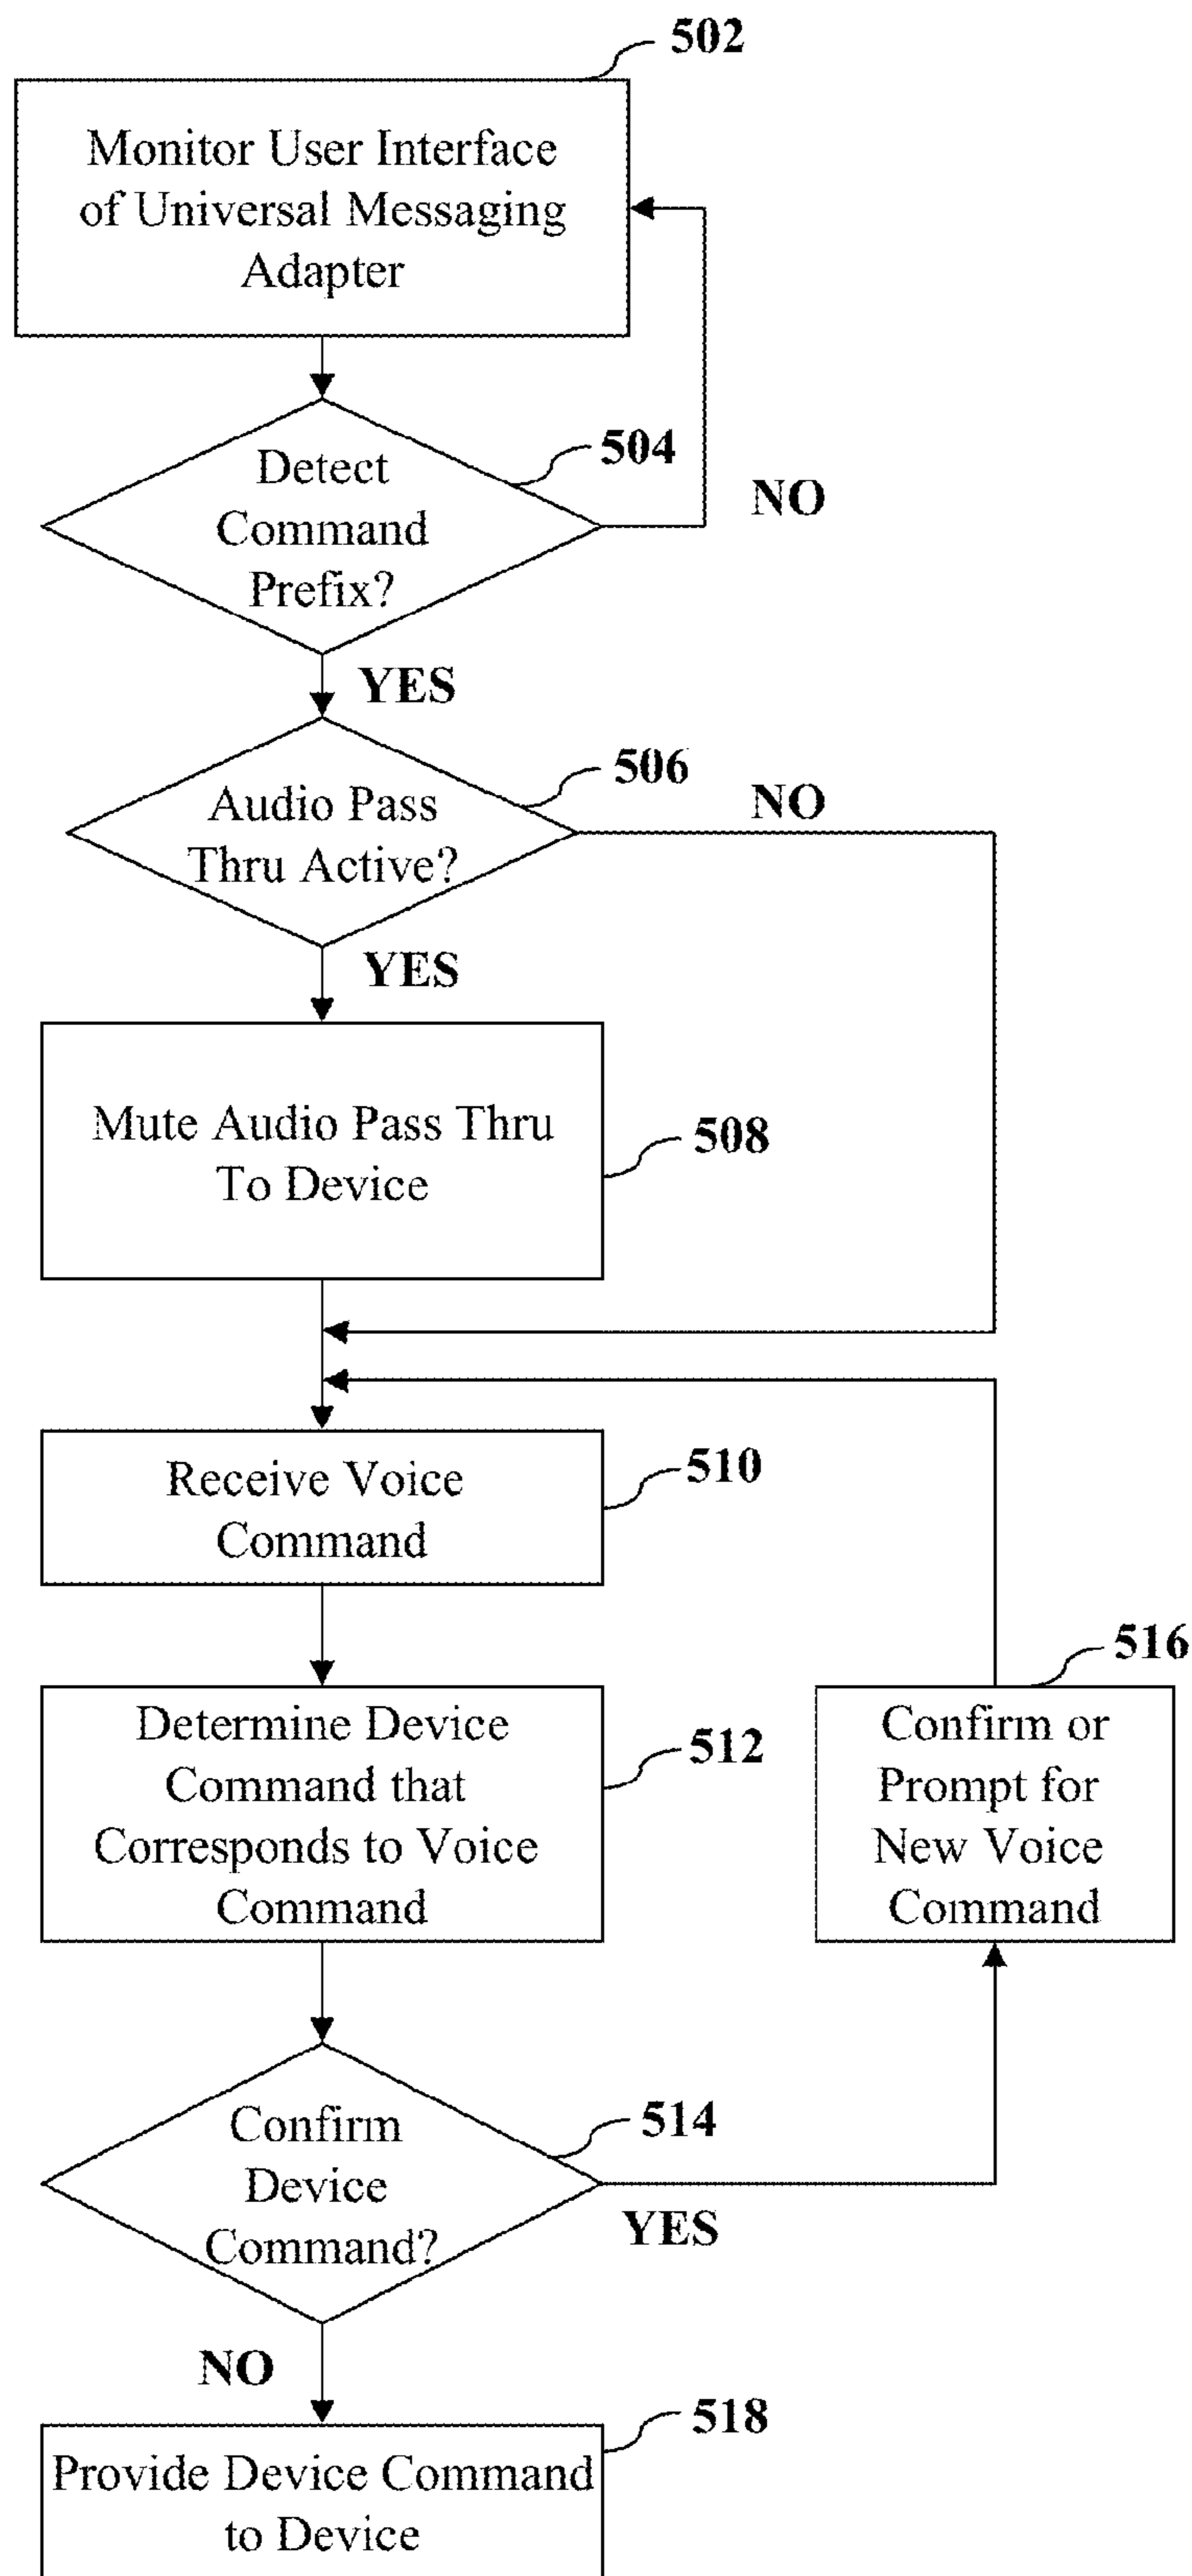 502
Monitor User Interface
of Universal Messaging
Adapter
504
Detect
Command
Prefix?
NO
YES
506
Audio Pass
Thru Active?
NO
YES
Mute Audio Pass Thru
To Device
508
Receive Voice
Command
510
Determine Device
Command that
Corresponds to Voice
Command
512
516
Confirm or
Prompt for
New Voice
Command
Confirm
Device
Command?
514
YES
NO
518
Provide Device Command
to Device